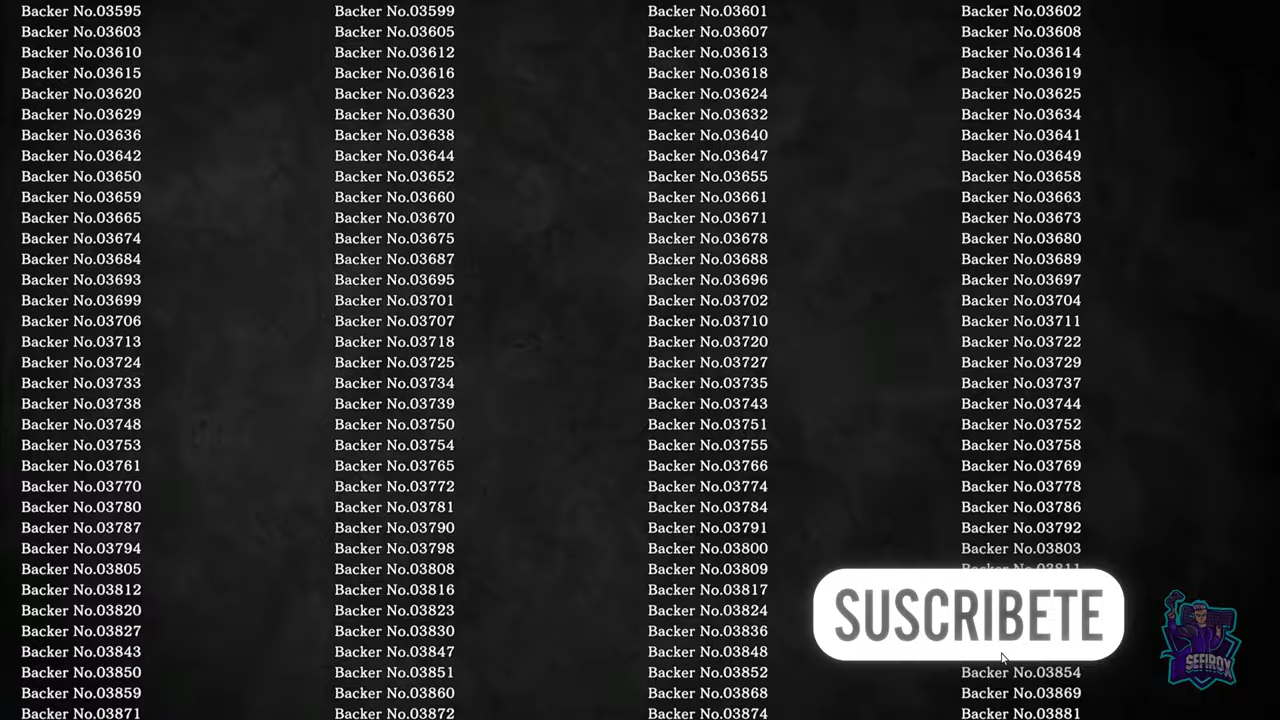 Backer No.03595 Backer No.03599 Backer No.03601 Backer No.03602
Backer No.03603 Backer No.03605 Backer No.03607 Backer No.03608
Backer No.03610 Backer No.03612 Backer No.03613 Backer No.03614
Backer No.03615 Backer No.03616 Backer No.03618 Backer No.03619
Backer No.03620 Backer No.03623 Backer No.03624 Backer No.03625
Backer No.03629 Backer No.03630 Backer No.03632 Backer No.03634
Backer No.03636 Backer No.03638 Backer No.03640 Backer No.03641
Backer No.03642 Backer No.03644 Backer No.03647 Backer No.03649
Backer No.03650 Backer No.03652 Backer No.03655 Backer No.03658
Backer No.03659 Backer No.03660 Backer No.03661 Backer No.03663
Backer No.03665 Backer No.03670 Backer No.03671 Backer No.03673
Backer No.03674 Backer No.03675 Backer No.03678 Backer No.03680
Backer No.03684 Backer No.03687 Backer No.03688 Backer No.03689
Backer No.03693 Backer No.03695 Backer No.03696 Backer No.03697
Backer No.03699 Backer No.03701 Backer No.03702 Backer No.03704
Backer No.03706 Backer No.03707 Backer No.03710 Backer No.03711
Backer No.03713 Backer No.03718 Backer No.03720 Backer No.03722
Backer No.03724 Backer No.03725 Backer No.03727 Backer No.03729
Backer No.03733 Backer No.03734 Backer No.03735 Backer No.03737
Backer No.03738 Backer No.03739 Backer No.03743 Backer No.03744
Backer No.03748 Backer No.03750 Backer No.03751 Backer No.03752
Backer No.03753 Backer No.03754 Backer No.03755 Backer No.03758
Backer No.03761 Backer No.03765 Backer No.03766 Backer No.03769
Backer No.03770 Backer No.03772 Backer No.03774 Backer No.03778
Backer No.03780 Backer No.03781 Backer No.03784 Backer No.03786
Backer No.03787 Backer No.03790 Backer No.03791 Backer No.03792
Backer No.03794 Backer No.03798 Backer No.03800 Backer No.03803
Backer No.03805 Backer No.03808 Backer No.03809 Backer No.03811
Backer No.03812 Backer No.03816 Backer No.03817
Backer No.03820 Backer No.03823 Backer No.03824
SUSCRIBETE
Backer No.03827 Backer No.03830 Backer No.03836
Backer No.03843 Backer No.03847 Backer No.03848
SEFIROX
Backer No.03850 Backer No.03851 Backer No.03852 Backer No.03854
Backer No.03859 Backer No.03860 Backer No.03868 Backer No.03869
Backer No.03871 Backer No.03872 Backer No.03874 Backer No.03881